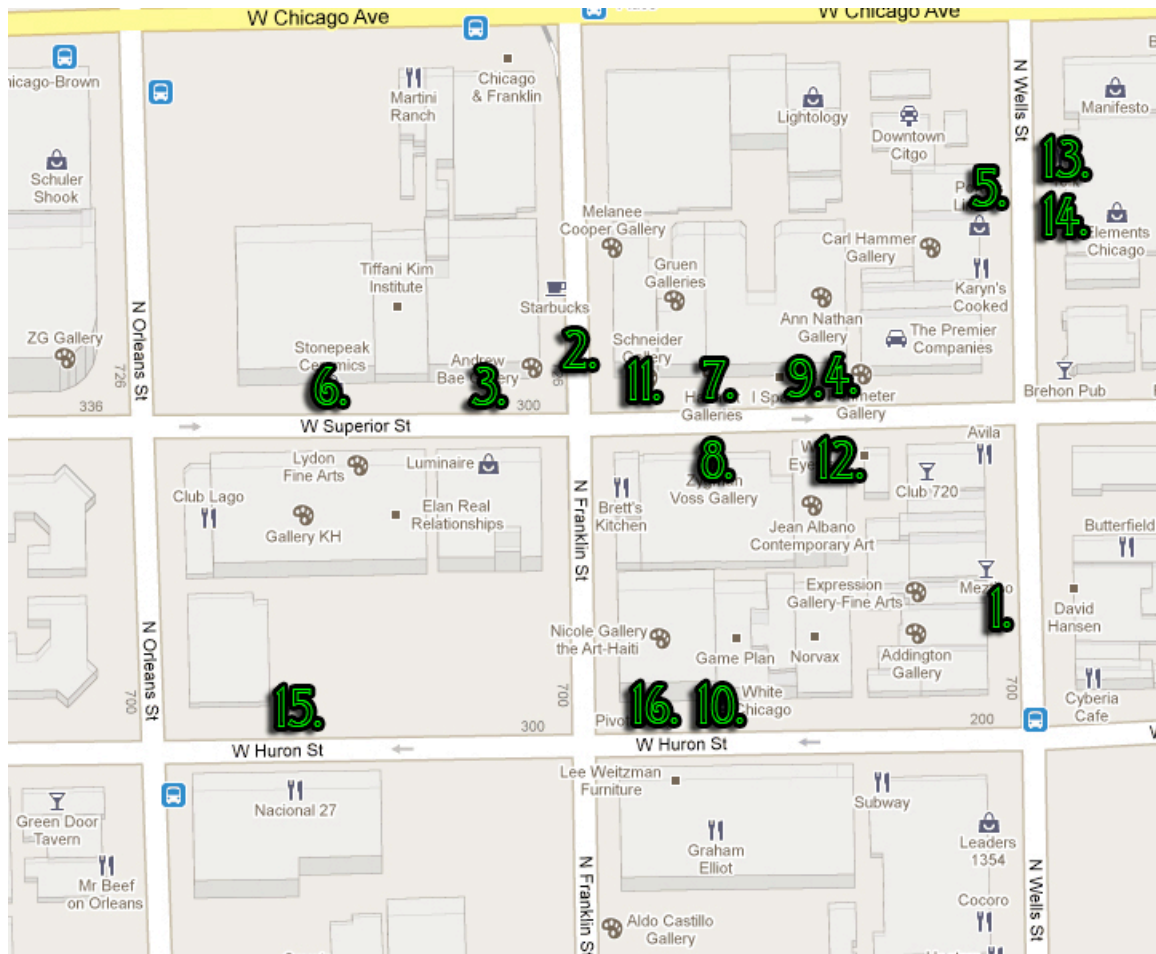 W Chicago Ave
W Chicago Ave
Chicago
& Franklin
Martini
Ranch
Lightology
Manifesto
Downtown
Citgo
N Wells St
Schuler
Shook
13.
5.
14.
Melanee
Cooper Gallery
Carl Hammer
Gallery
Elements
Chicago
Tiffani Kim
Institute
Gruen
Galleries
Karyn's
Cooked
Starbucks
Ann Nathan
Gallery
N Orleans St
ZG Gallery
Stonepeak
Ceramics
Andrew
Bae Gallery
2.
Schneider
Gallery
The Premier
Companies
726
336
6.
3.
300
11.
7.
9.
4.
Galleries
Gallery
Brehon Pub
W Superior St
Lydon
Fine Arts
Luminaire
8.
Voss Gallery
12.
Avila
Club 720
Club Lago
Gallery KH
Elan Real
Relationships
N Franklin St
Brett's
Kitchen
Jean Albano
Contemporary Art
Butterfield
Expression
Gallery-Fine Arts
1.
David
Hansen
N Orleans St
Nicole Gallery
the Art-Haiti
Game Plan
Norvax
Addington
Gallery
700
700
700
Cyberia
Cafe
15.
300
16.
10.
White
Chicago
200
W Huron St
W Huron St
Lee Weitzman
Furniture
Nacional 27
Subway
Green Door
Tavern
Graham
Elliot
Leaders
1354
Mr Beef
on Orleans
N Franklin St
N Wells St
Cocoro
Aldo Castillo
Gallery